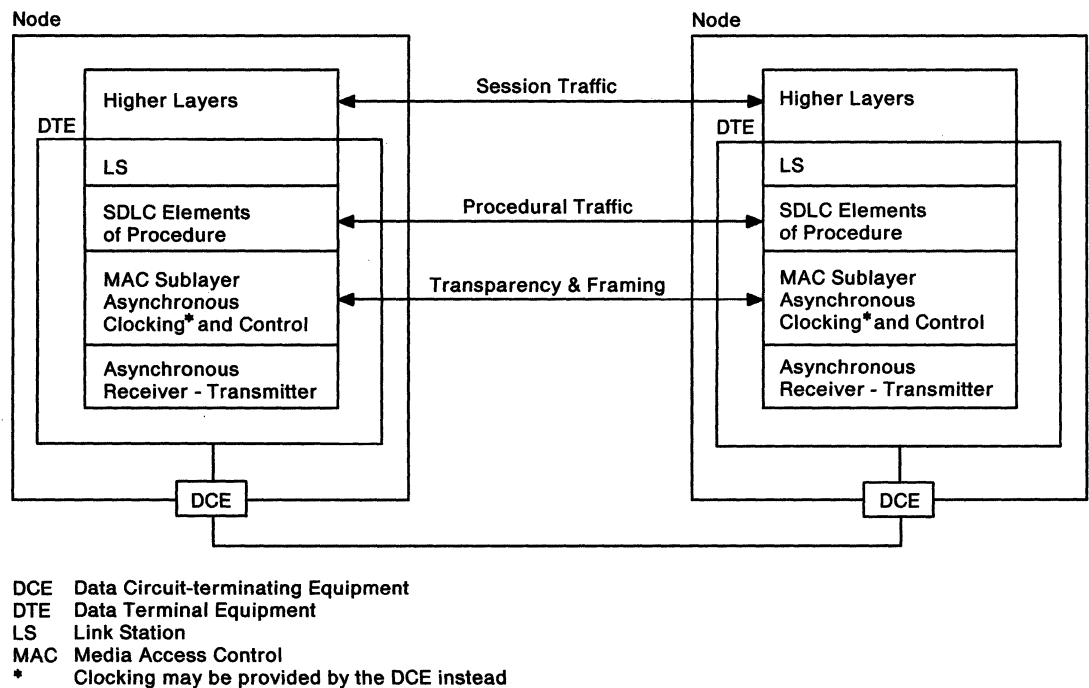 Node
Node
Higher Layers
Session Traffic
Higher Layers
DTE
DTE
LS
LS
SDLC Elements
of Procedure
Procedural Traffic
SDLC Elements
of Procedure
MAC Sublayer
Asynchronous
Clocking* and Control
Transparency & Framing
MAC Sublayer
Asynchronous
Clocking* and Control
Asynchronous
Receiver - Transmitter
Asynchronous
Receiver - Transmitter
DCE
DCE
DCE Data Circuit-terminating Equipment
DTE Data Terminal Equipment
LS Link Station
MAC Media Access Control
* Clocking may be provided by the DCE instead